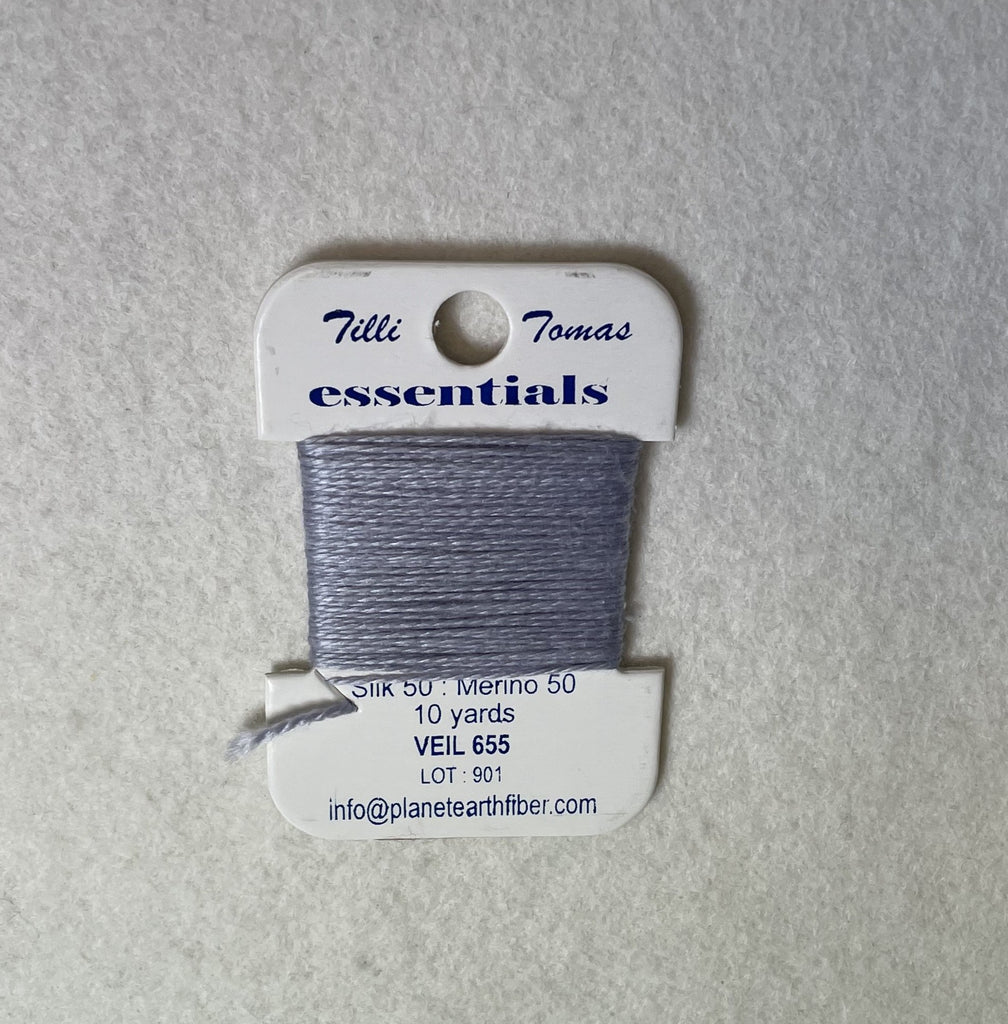 Tilli Tomas
essentials
Silk 50 : Merino 50
10 yards
VEIL 655
LOT : 901
info@planetearthfiber.com